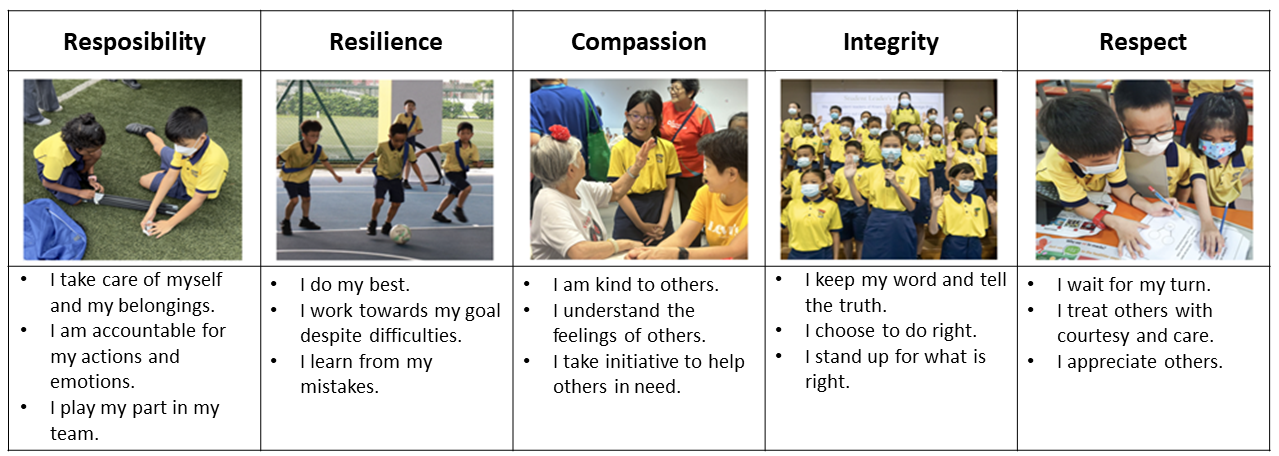 Resposibility
Resilience
Compassion
Integrity
Respect
• I take care of myself
and my belongings.
• I am accountable for
my actions and
emotions.
• I play my part in my
team.
• I do my best.
• I work towards my goal
despite difficulties.
• I learn from my
mistakes.
• I am kind to others.
• I understand the
feelings of others.
• I take initiative to help
others in need.
• I keep my word and tell
the truth.
• I choose to do right.
• I stand up for what is
right.
• I wait for my turn.
• I treat others with
courtesy and care.
• I appreciate others.